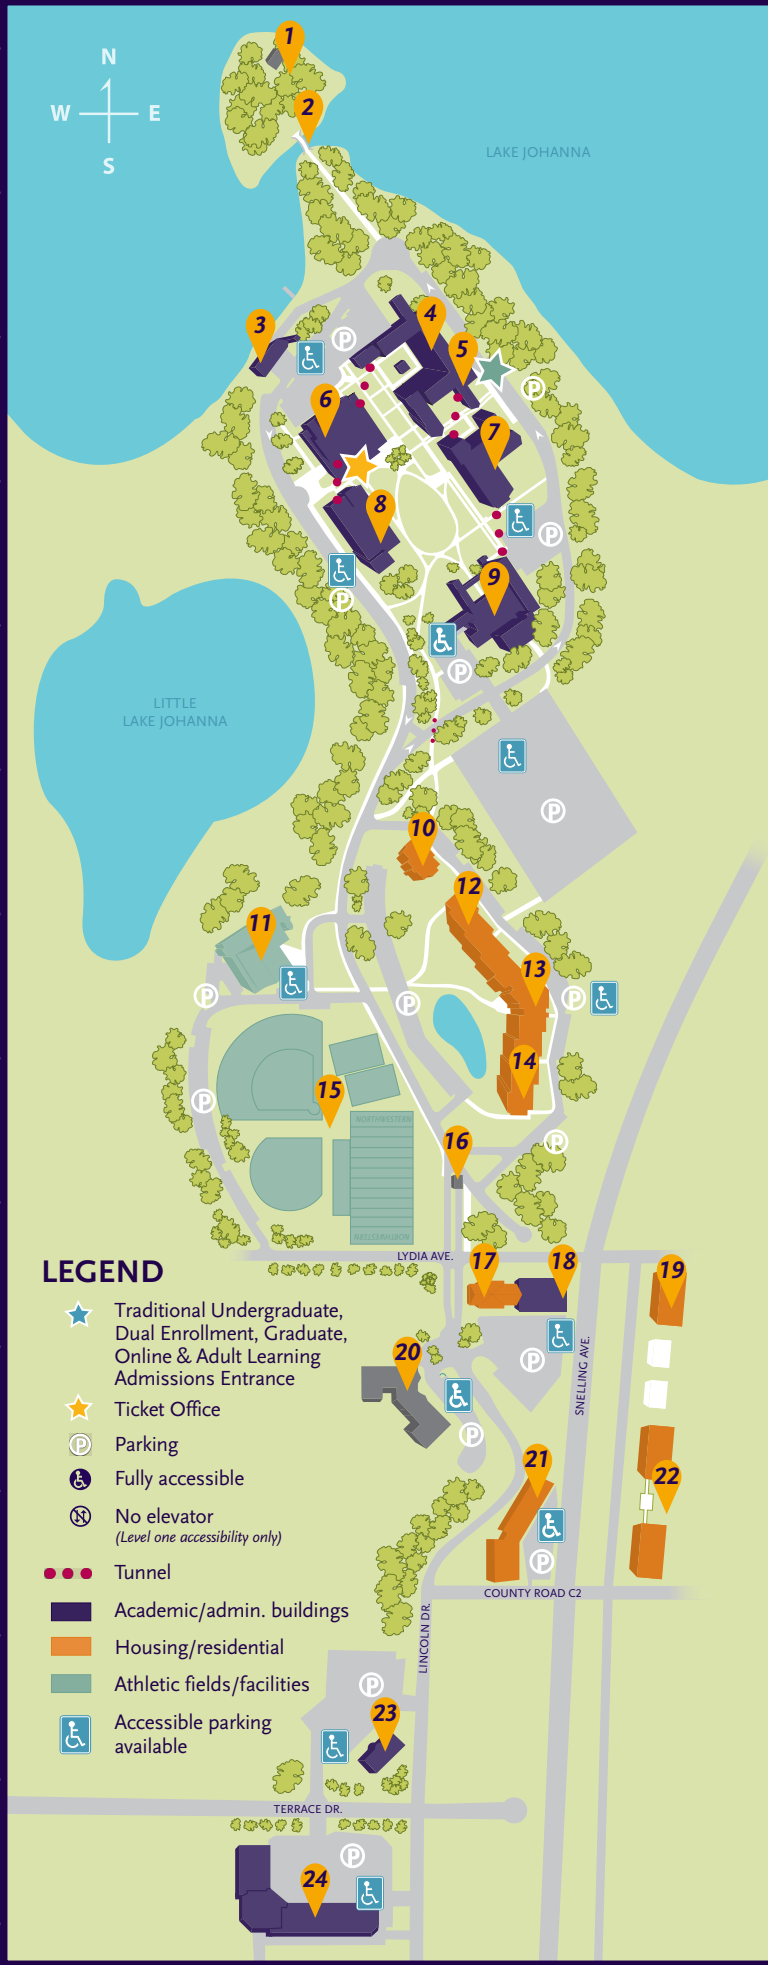 1
N
W E
S
2
LAKE JOHANNA
3
4
5
P
P
6
7
8
P
P
9
P
LITTLE
LAKE JOHANNA
P
10
12
11
13
P
P
P
14
15
P
NORTHWESTERN
16
P
NORTHWESTERN
LYDIA AVE.
17
18
19
20
P
SNELLING AVE.
P
21
22
P
COUNTY ROAD C2
LINCOLN DR.
P
23
TERRACE DR.
P
24
LEGEND
Traditional Undergraduate,
Dual Enrollment, Graduate,
Online & Adult Learning
Admissions Entrance
Ticket Office
P Parking
Fully accessible
No elevator
(Level one accessibility only)
Tunnel
Academic/admin. buildings
Housing/residential
Athletic fields/facilities
Accessible parking
available